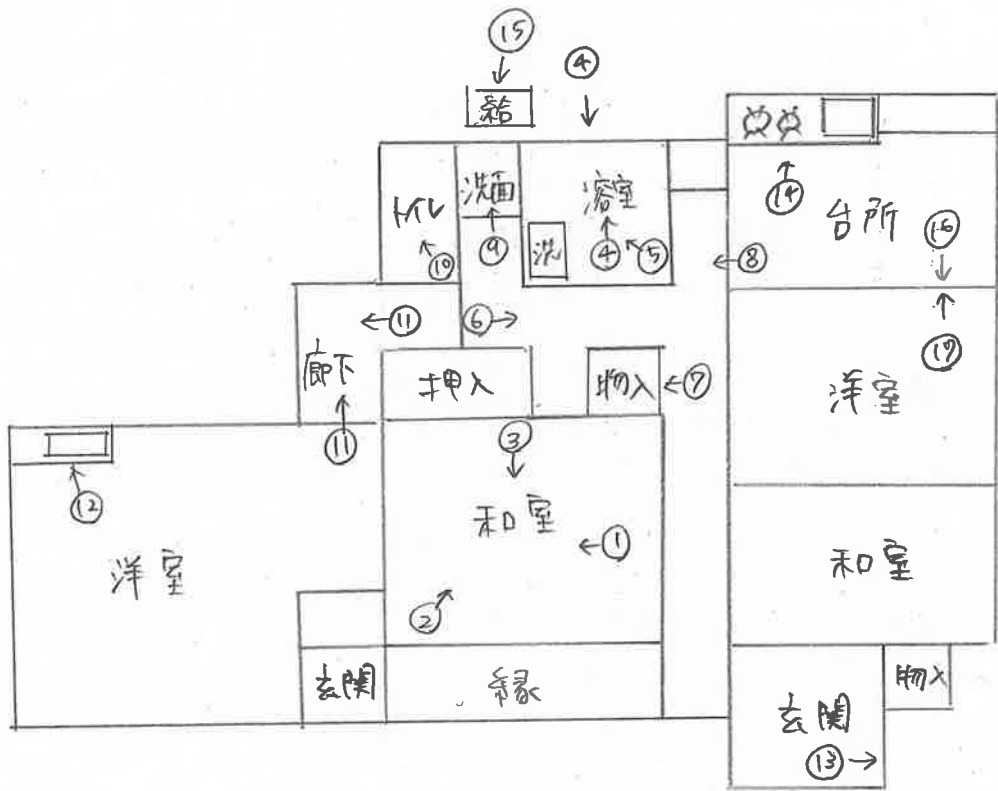 ⑮
④
給
トイレ
洗面
浴室
洗
⑩
⑨
④
⑤
⑧
⑭
台所
⑯
⑪
⑥
廊下
押入
物入
⑦
⑰
洋室
⑪
③
⑫
和室
①
洋室
②
和室
玄関
縁
玄関
物入
⑬